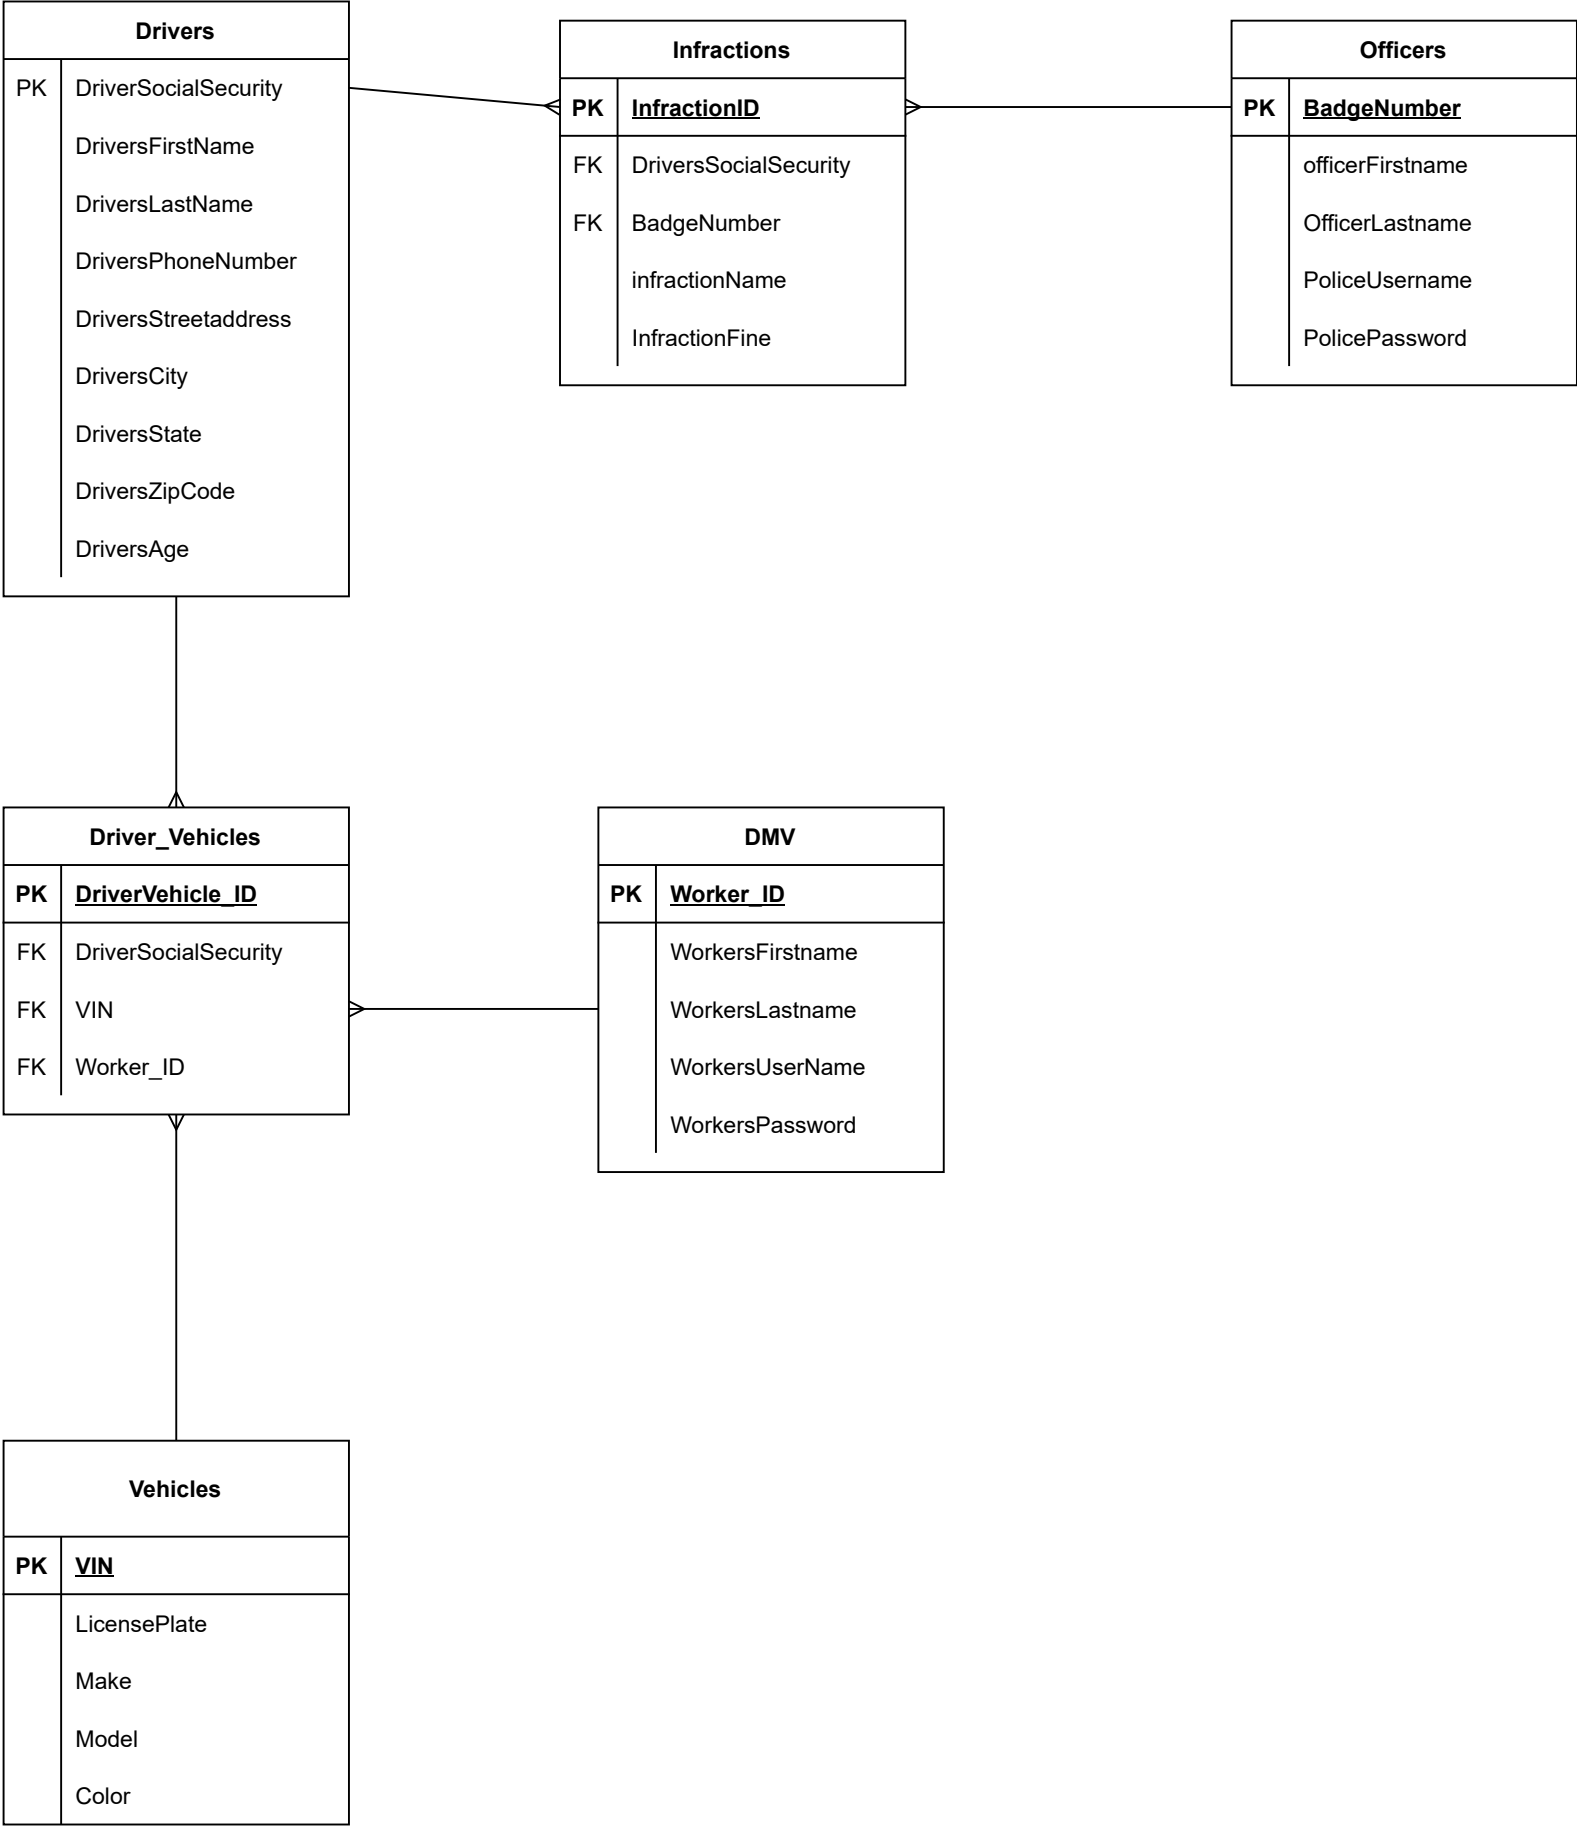 Drivers
PK DriverSocialSecurity
DriversFirstName
DriversLastName
DriversPhoneNumber
DriversStreetaddress
DriversCity
DriversState
DriversZipCode
DriversAge
Infractions
PK InfractionID
FK DriversSocialSecurity
FK BadgeNumber
infractionName
InfractionFine
Officers
PK BadgeNumber
officerFirstname
OfficerLastname
PoliceUsername
PolicePassword
Driver_Vehicles
PK DriverVehicle_ID
FK DriverSocialSecurity
FK VIN
FK Worker_ID
DMV
PK Worker_ID
WorkersFirstname
WorkersLastname
WorkersUserName
WorkersPassword
Vehicles
PK VIN
LicensePlate
Make
Model
Color